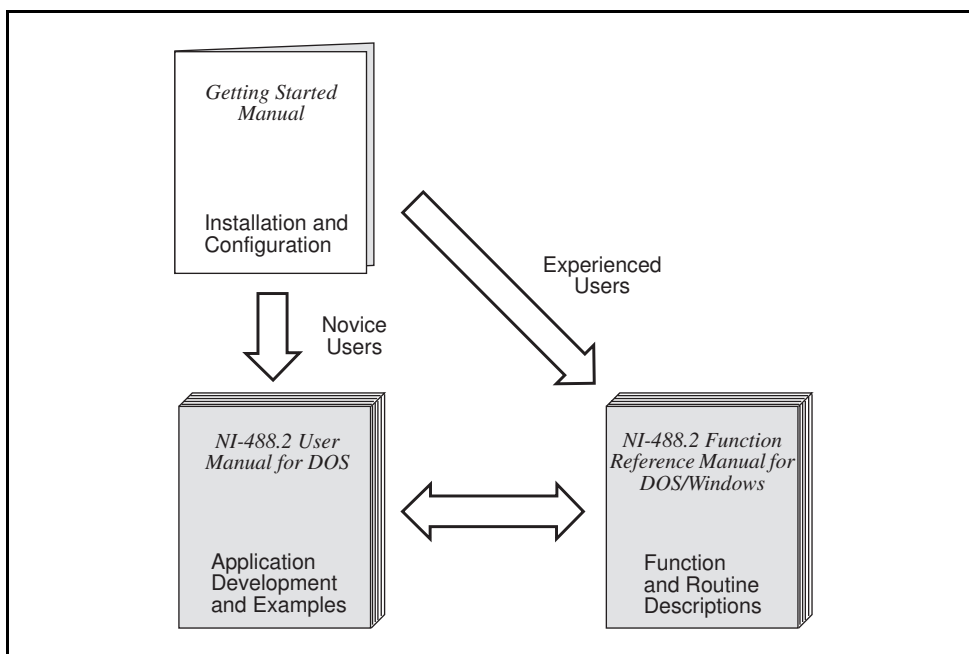 Getting Started
Manual
Installation and
Configuration
Experienced
Users
Novice
Users
NI-488.2 User
Manual for DOS
Application
Development
and Examples
NI-488.2 Function
Reference Manual for
DOS/Windows
Function
and Routine
Descriptions